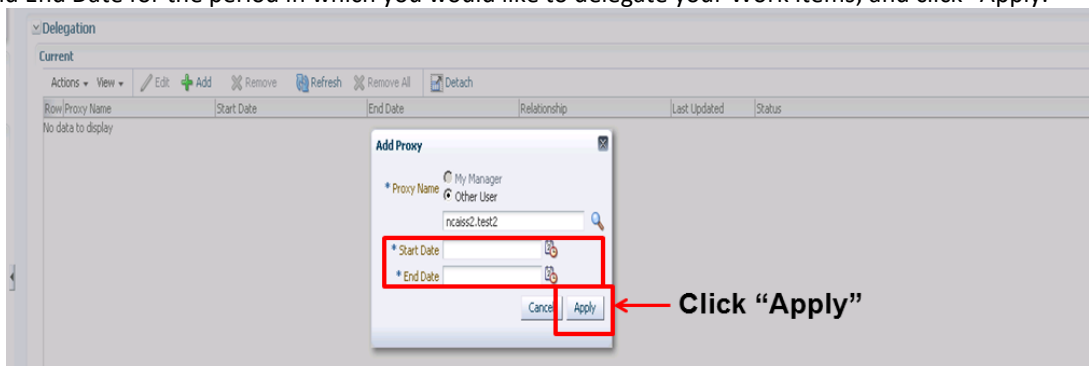 nd End Date for the period in which you would like to delegate your Work Items, and click "Apply."
Delegation
Current
Actions View Edit Add Remove Refresh Remove All Detach
Row Proxy Name Start Date End Date Relationship Last Updated Status
No data to display
Add Proxy
* Proxy Name My Manager
Other User
ncaiss2.test2
* Start Date
* End Date
Cancel Apply
Click “Apply”